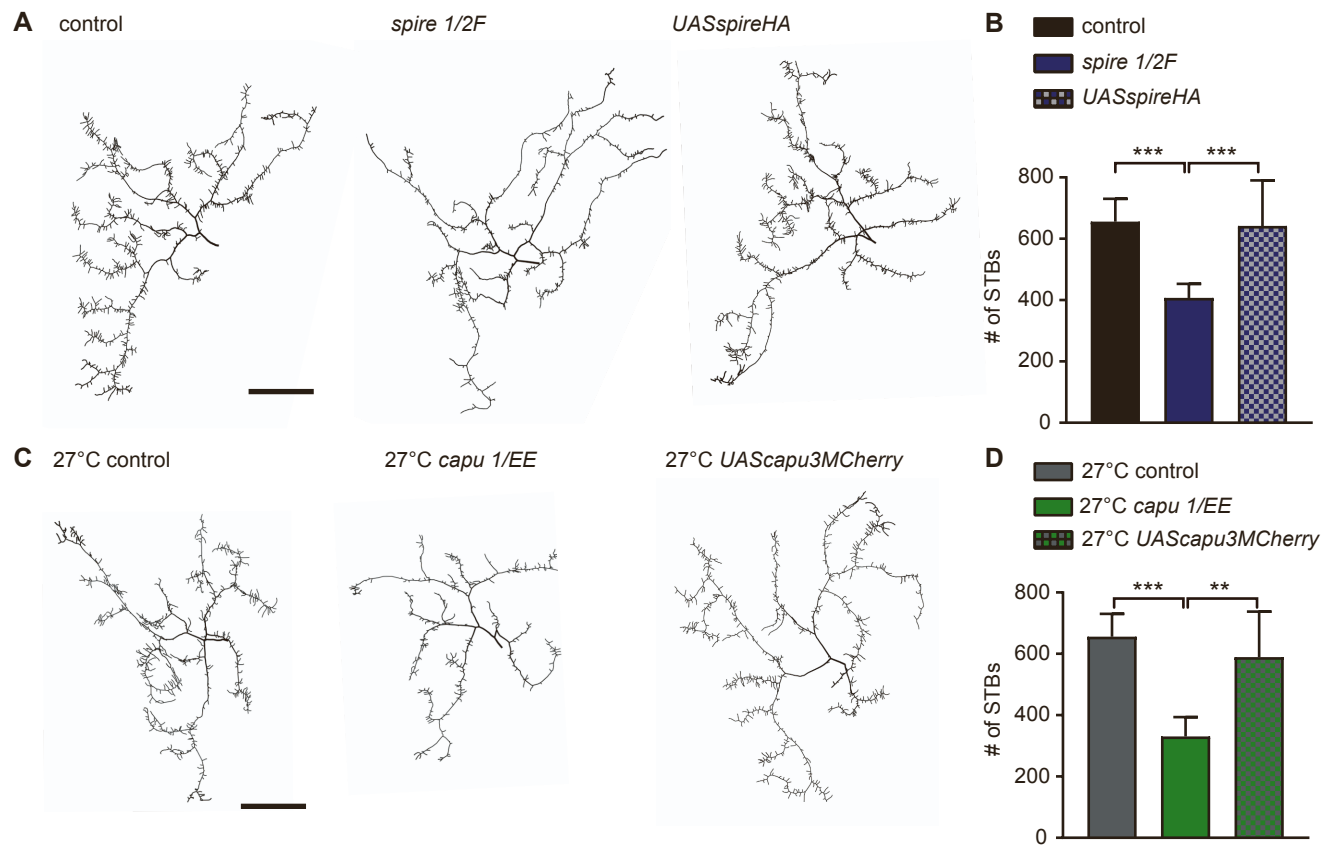 A control spire 1/2F UASspireHA
B
control
spire 1/2F
UASspireHA
*** ***
800
600
400
200
0
# of STBs
C 27°C control 27°C capu 1/EE 27°C UAScapu3MCherry
D
27°C control
27°C capu 1/EE
27°C UAScapu3MCherry
*** **
800
600
400
200
0
# of STBs